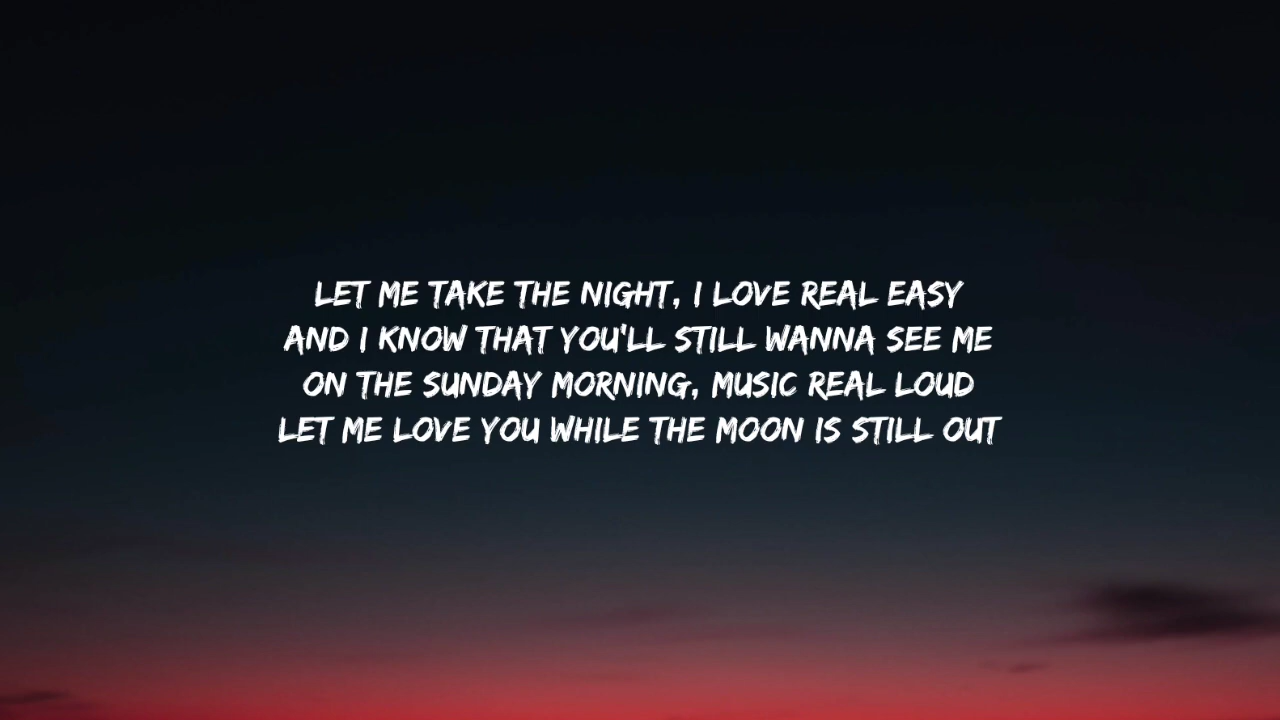 LET ME TAKE THE NIGHT, I LOVE REAL EASY
AND I KNOW THAT YOU'LL STILL WANNA SEE ME
ON THE SUNDAY MORNING, MUSIC REAL LOUD
LET ME LOVE YOU WHILE THE MOON IS STILL OUT